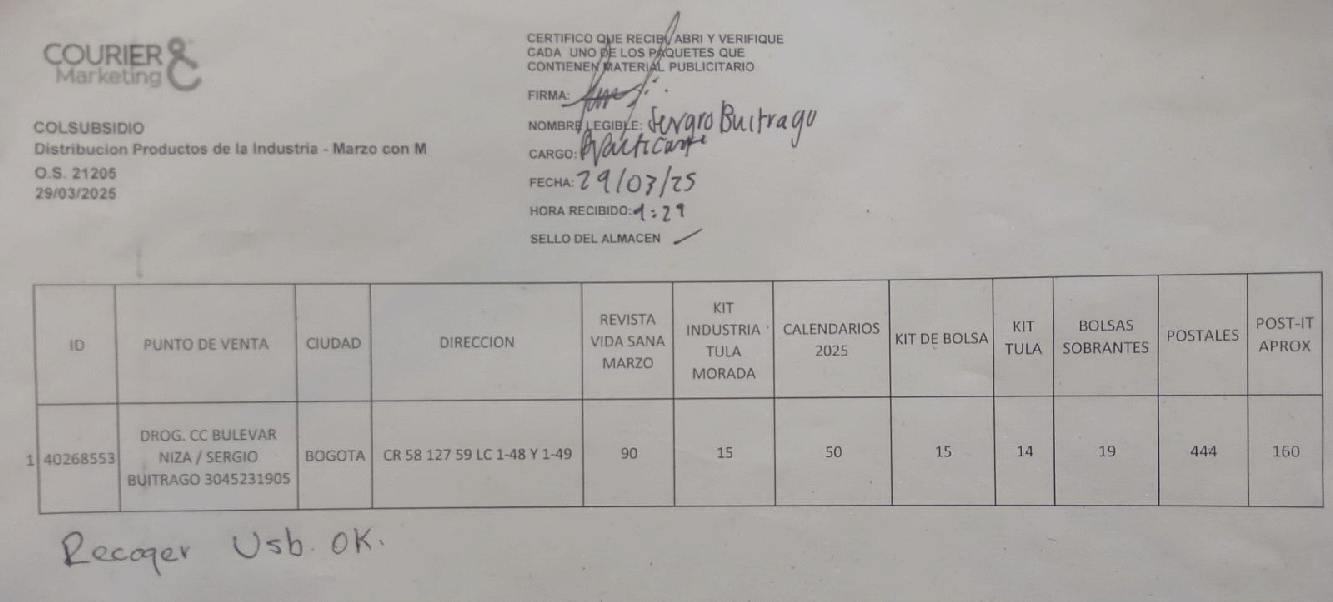 COURIER &
Marketing
COLSUBSIDIO
Distribucion Productos de la Industria - Marzo con M
O.S. 21205
29/03/2025
CERTIFICO QUE RECIBI, ABRI Y VERIFIQUE
CADA UNO DE LOS PAQUETES QUE
CONTIENEN MATERIAL PUBLICITARIO
FIRMA:
NOMBRE LEGIBLE: Sergio Buitrago
CARGO: Practicante
FECHA: 29/03/25
HORA RECIBIDO: 9:29
SELLO DEL ALMACEN
ID
PUNTO DE VENTA
CIUDAD
DIRECCION
REVISTA
VIDA SANA
MARZO
KIT
INDUSTRIA
TULA
MORADA
CALENDARIOS
2025
KIT DE BOLSA
KIT
TULA
BOLSAS
SOBRANTES
POSTALES
POST-IT
APROX
1
40268553
DROG. CC BULEVAR
NIZA / SERGIO
BUITRAGO 3045231905
BOGOTA
CR 58 127 59 LC 1-48 Y 1-49
90
15
50
15
14
19
444
160
Recoger Usb. OK.